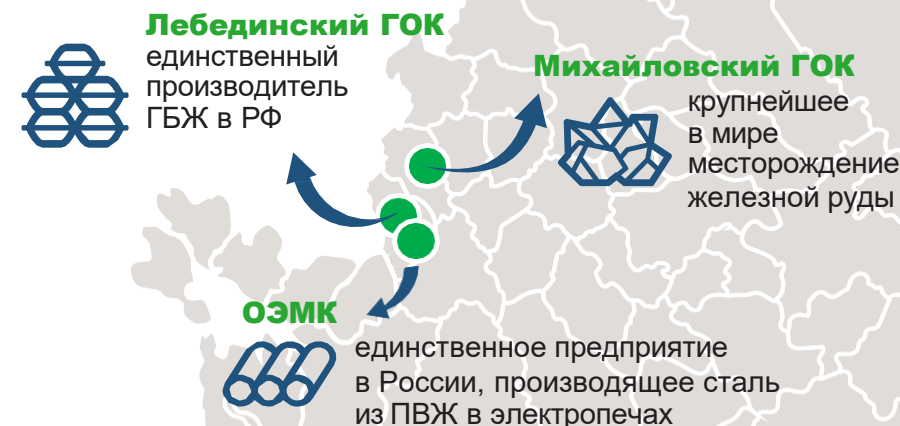 Лебединский ГОК
единственный
производитель
ГБЖ в РФ
Михайловский ГОК
крупнейшее
в мире
месторождение
железной руды
ОЭМК
единственное предприятие
в России, производящее сталь
из ПВЖ в электропечах